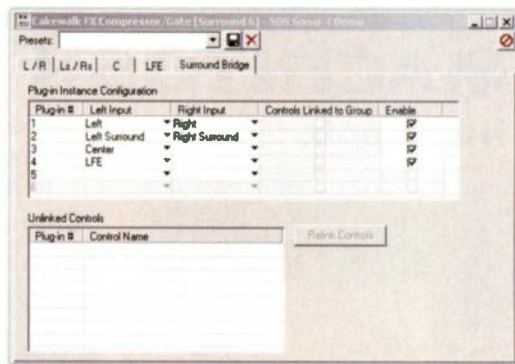 Cakewalk FX Compressor/Gate [Surround 6] - SOS Sonar 4 Demo
Presets:
L / R Ls / Rs C LFE Surround Bridge
Plug-in Instance Configuration
Plug-in # Left Input Right Input Controls Linked to Group Enable
1 Left Right
2 Left Surround Right Surround
3 Center
4 LFE
5
6
Unlinked Controls
Plug-in # Control Name
Relink Controls